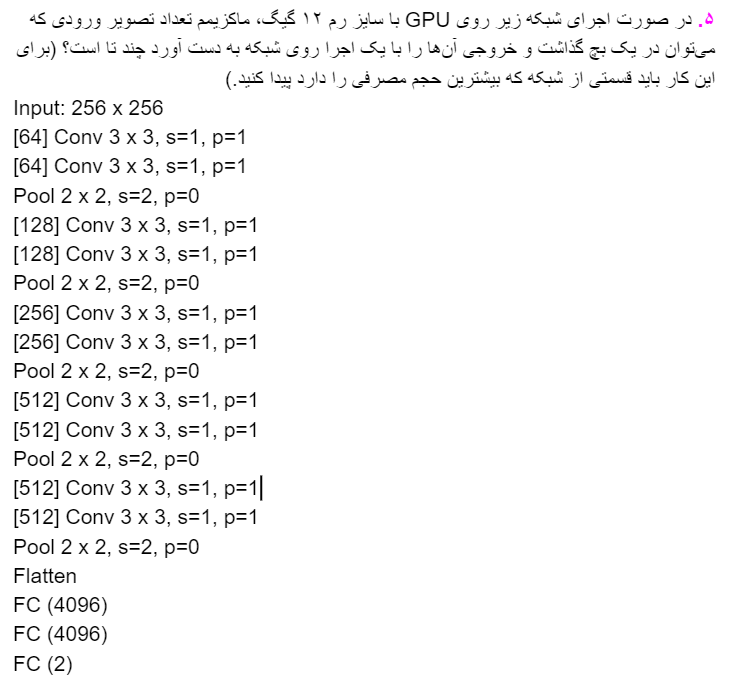 ۵. در صورت اجرای شبکه زیر روی GPU با سایز رم ۱۲ گیگ، ماکزیمم تعداد تصویر ورودی که
می‌توان در یک بچ گذاشت و خروجی آن‌ها را با یک اجرا روی شبکه به دست آورد چند تا است؟ (برای
این کار باید قسمتی از شبکه که بیشترین حجم مصرفی را دارد پیدا کنید.)
Input: 256 x 256
[64] Conv 3 x 3, s=1, p=1
[64] Conv 3 x 3, s=1, p=1
Pool 2 x 2, s=2, p=0
[128] Conv 3 x 3, s=1, p=1
[128] Conv 3 x 3, s=1, p=1
Pool 2 x 2, s=2, p=0
[256] Conv 3 x 3, s=1, p=1
[256] Conv 3 x 3, s=1, p=1
Pool 2 x 2, s=2, p=0
[512] Conv 3 x 3, s=1, p=1
[512] Conv 3 x 3, s=1, p=1
Pool 2 x 2, s=2, p=0
[512] Conv 3 x 3, s=1, p=1
[512] Conv 3 x 3, s=1, p=1
Pool 2 x 2, s=2, p=0
Flatten
FC (4096)
FC (4096)
FC (2)